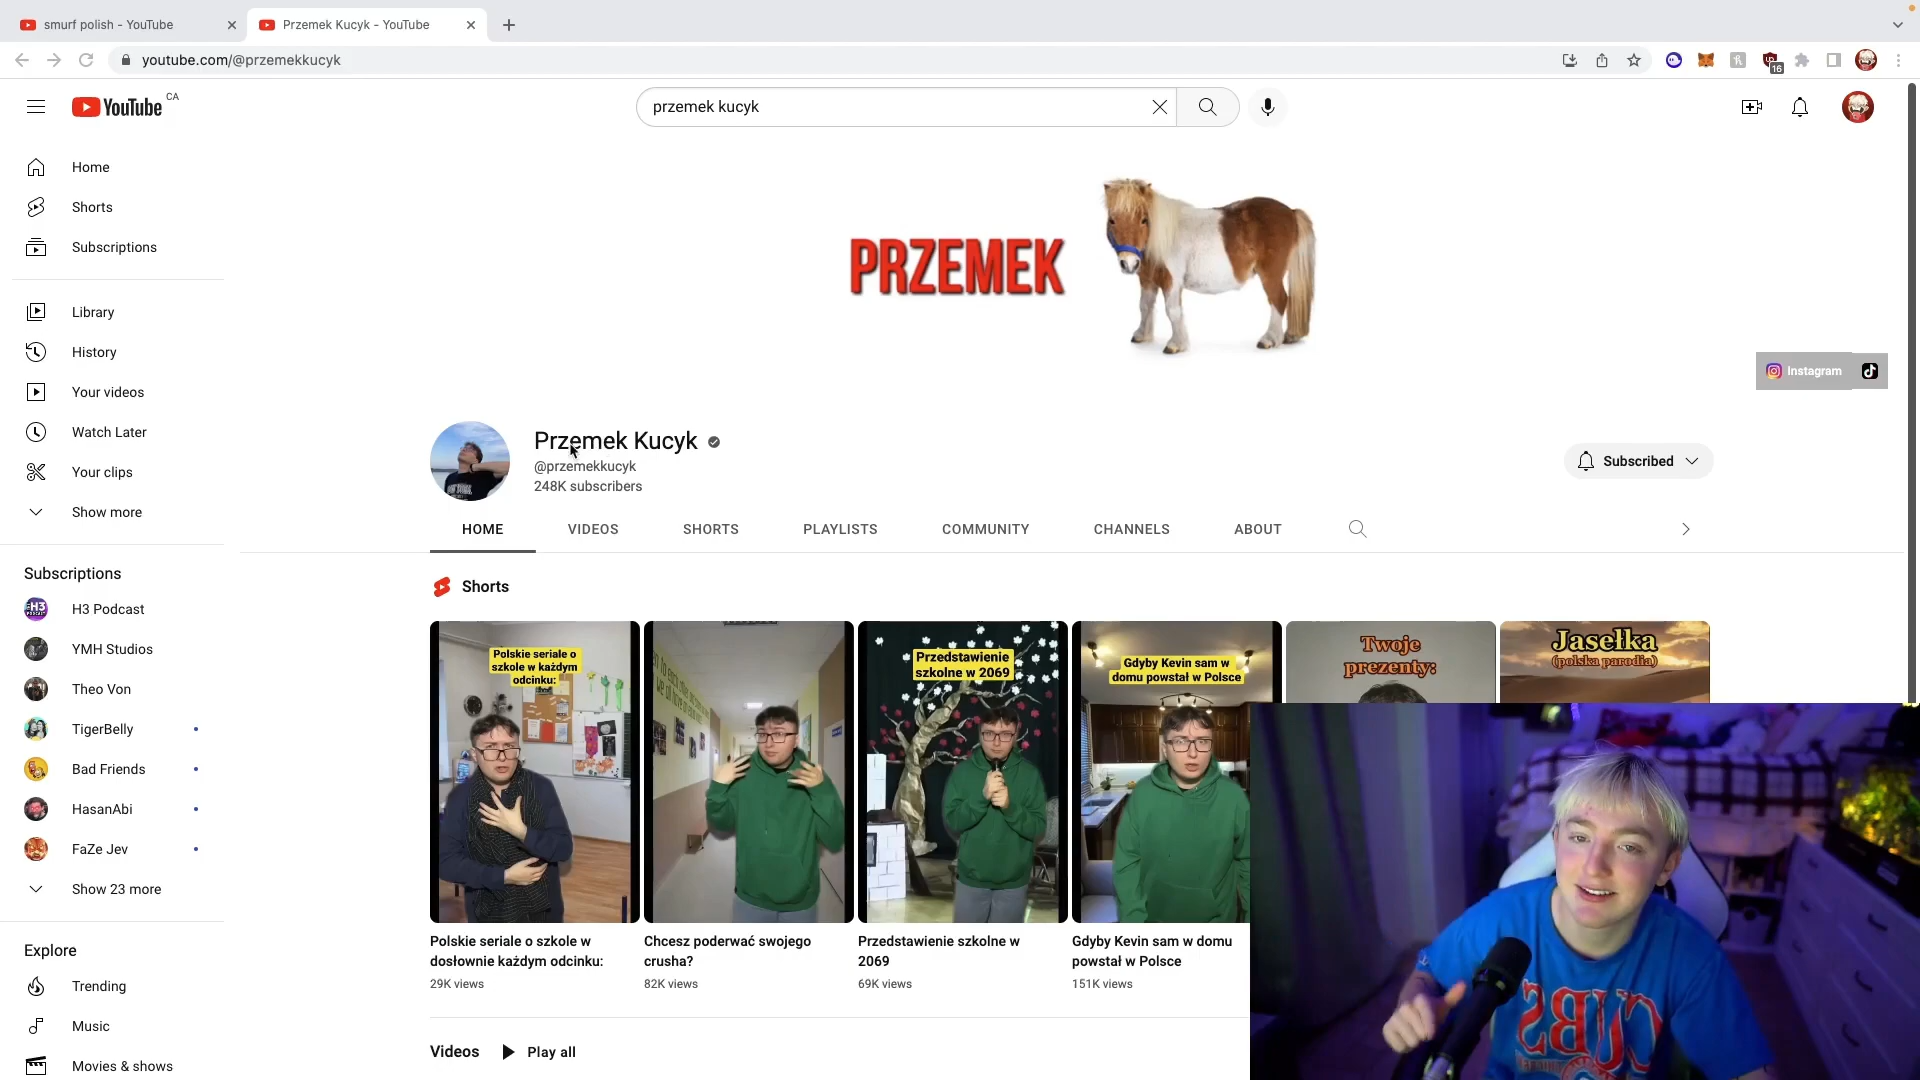 smurf polish - YouTube
Przemek Kucyk - YouTube
youtube.com/@przemekkucyk
16
YouTube CA
przemek kucyk
Home
Shorts
Subscriptions
Library
History
Your videos
Watch Later
Your clips
Show more
Subscriptions
H3 Podcast
YMH Studios
Theo Von
TigerBelly
Bad Friends
HasanAbi
FaZe Jev
Show 23 more
Explore
Trending
Music
Movies & shows
PRZEMEK
Instagram
Przemek Kucyk
@przemekkucyk
248K subscribers
Subscribed
HOME
VIDEOS
SHORTS
PLAYLISTS
COMMUNITY
CHANNELS
ABOUT
Shorts
Polskie seriale o
szkole w każdym
odcinku:
Przedstawienie
szkolne w 2069
Gdyby Kevin sam w
domu powstał w Polsce
Twoje
prezenty:
Jasełka
(polska parodia)
Polskie seriale o szkole w
dosłownie każdym odcinku:
29K views
Chcesz poderwać swojego
crusha?
82K views
Przedstawienie szkolne w
2069
69K views
Gdyby Kevin sam w domu
powstał w Polsce
151K views
Videos
Play all
CUBS